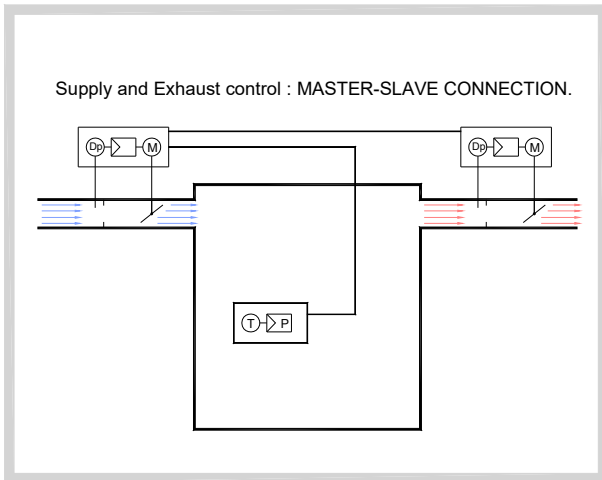 Supply and Exhaust control : MASTER-SLAVE CONNECTION.
Dp M Dp M
T P